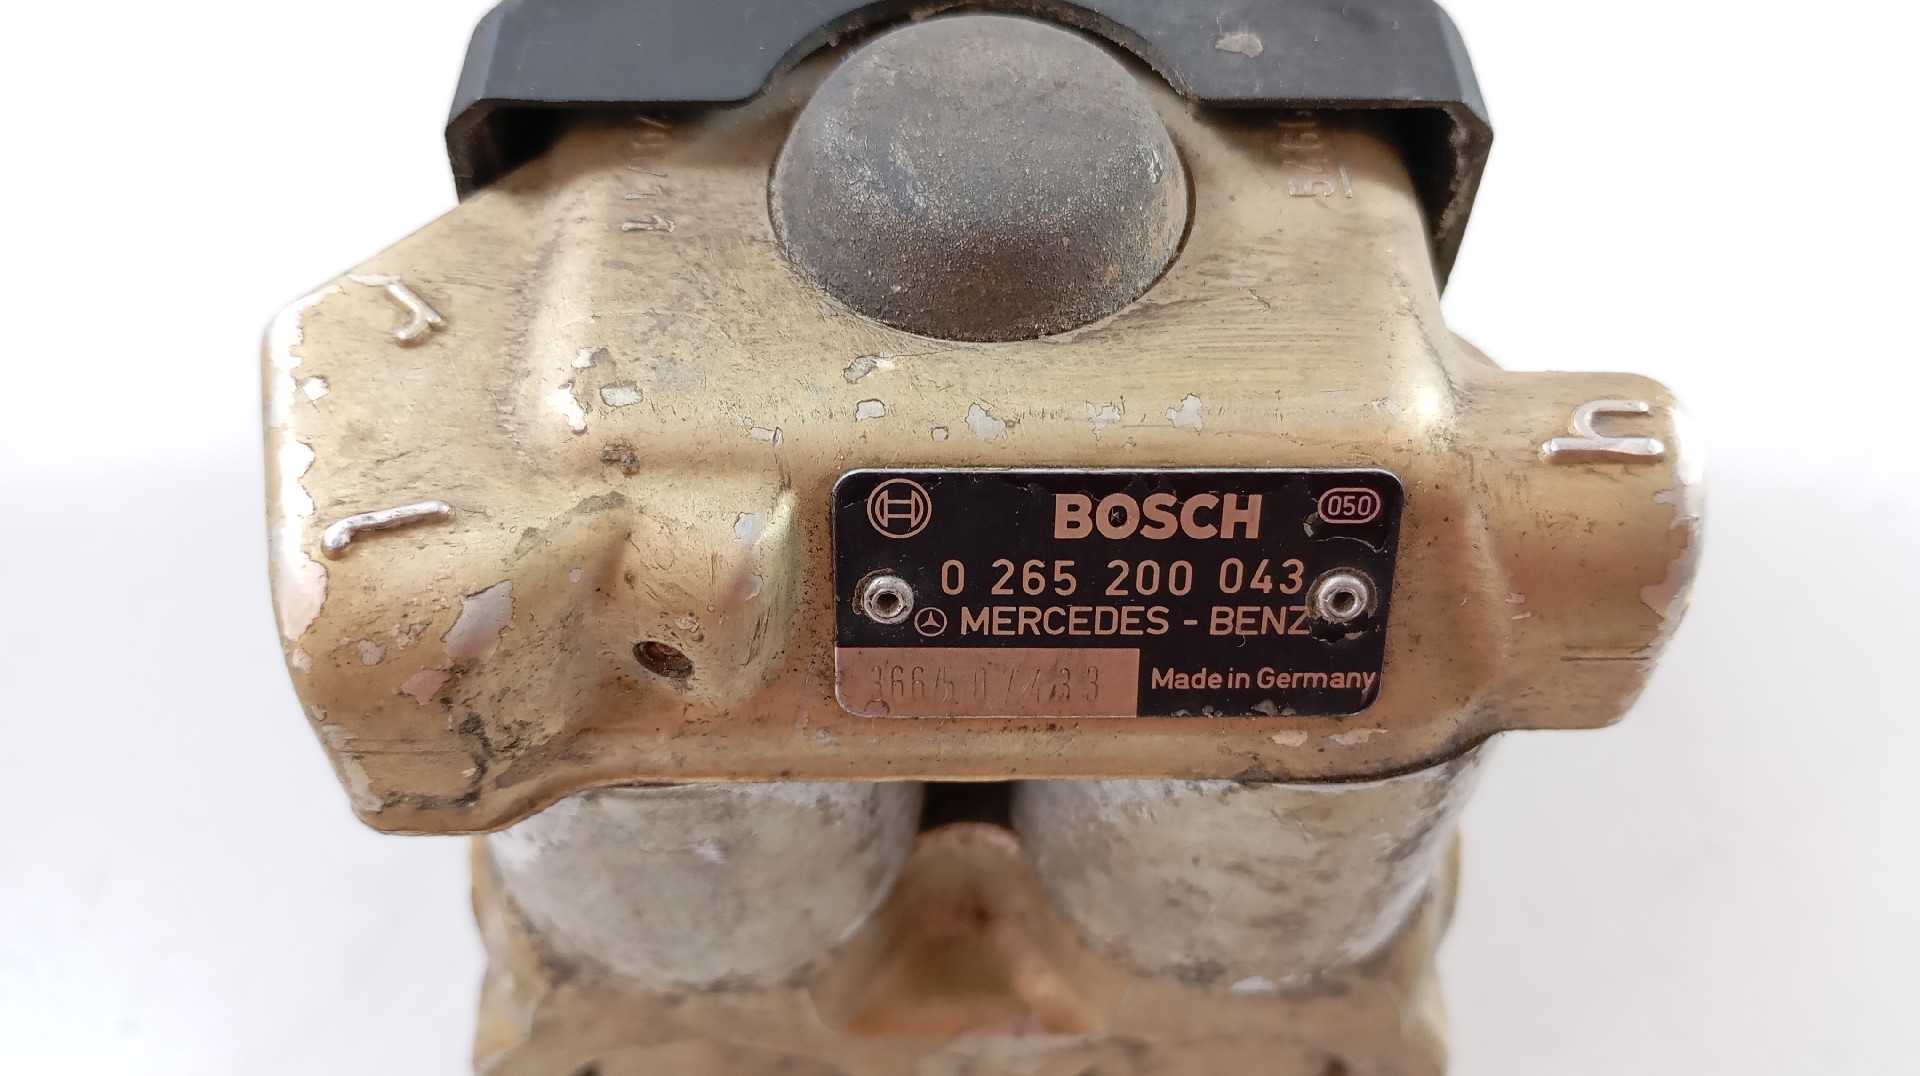 BOSCH 050
0 265 200 043
MERCEDES - BENZ
Made in Germany
r
l
h